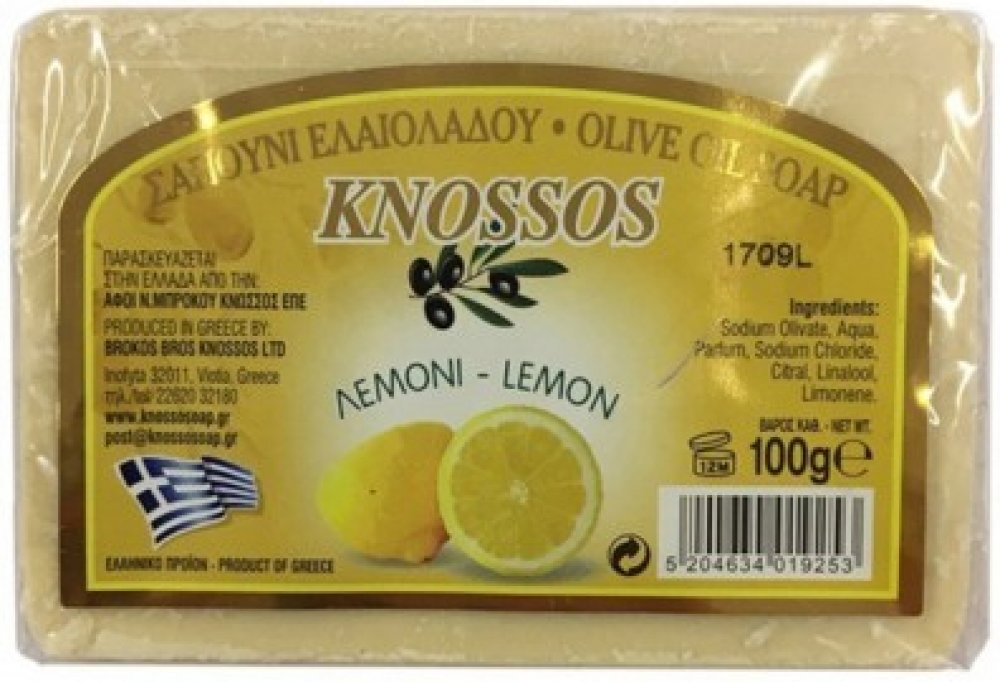 ΣΑΠΟΥΝΙ ΕΛΑΙΟΛΑΔΟΥ • OLIVE OIL SOAP
KNOSSOS
ΠΑΡΑΣΚΕΥΑΖΕΤΑΙ
ΣΤΗΝ ΕΛΛΑΔΑ ΑΠΟ ΤΗΝ:
ΑΦΟΙ Ν.ΜΠΡΟΚΟΥ ΚΝΩΣΣΟΣ ΕΠΕ
PRODUCED IN GREECE BY:
BROKOS BROS KNOSSOS LTD
Inofyta 32011, Viotia, Greece
τηλ./tel: 22620 32180
www.knossosoap.gr
post@knossossoap.gr
ΕΛΛΗΝΙΚΟ ΠΡΟΪΟΝ - PRODUCT OF GREECE
ΛΕΜΟΝΙ - LEMON
1709L
Ingredients:
Sodium Olivate, Aqua,
Parfum, Sodium Chloride,
Citral, Linalool,
Limonene.
ΒΑΡΟΣ ΚΑΘ. - NET WT.
12M 100g e
5 204634 019253